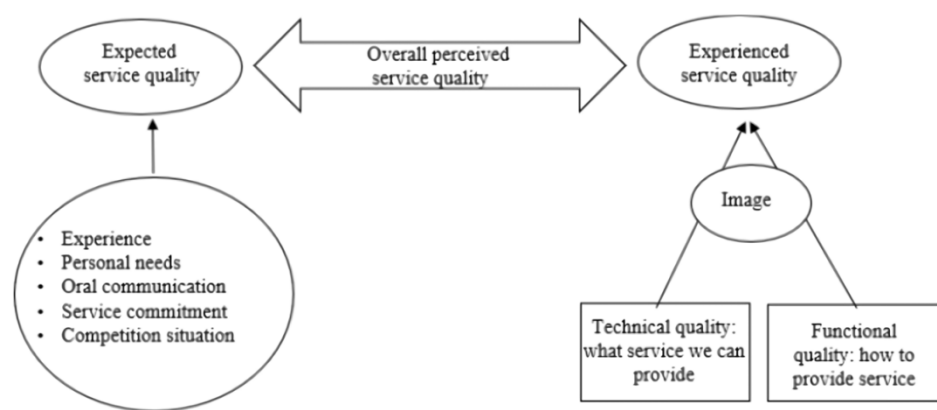 Expected
service quality
Overall perceived
service quality
Experienced
service quality
Image
• Experience
• Personal needs
• Oral communication
• Service commitment
• Competition situation
Technical quality:
what service we can
provide
Functional
quality: how to
provide service